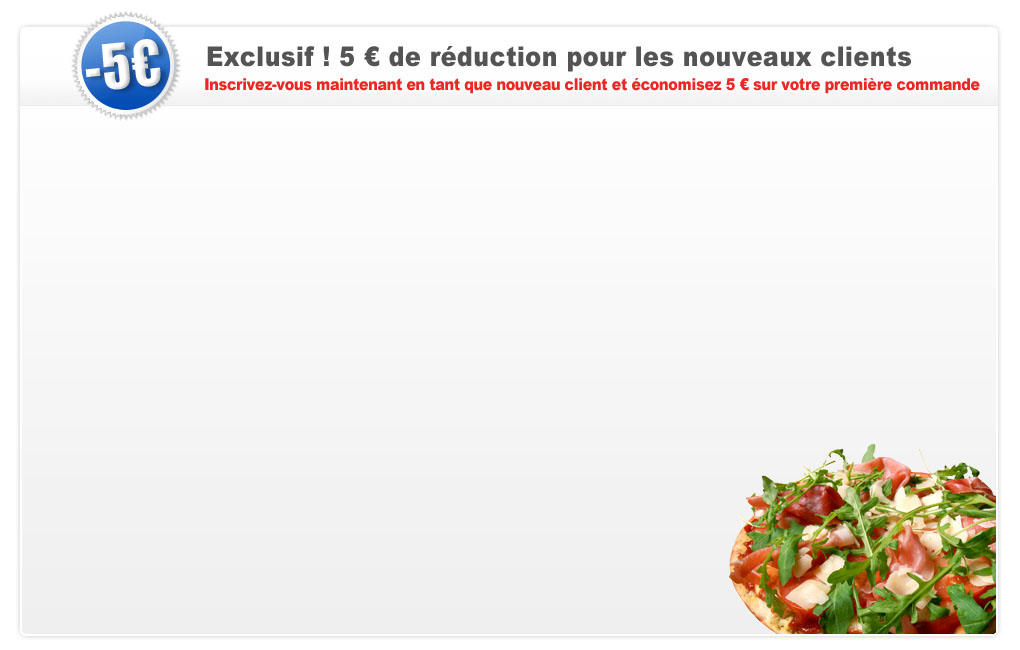 -5€
Exclusif ! 5 € de réduction pour les nouveaux clients
Inscrivez-vous maintenant en tant que nouveau client et économisez 5 € sur votre première commande